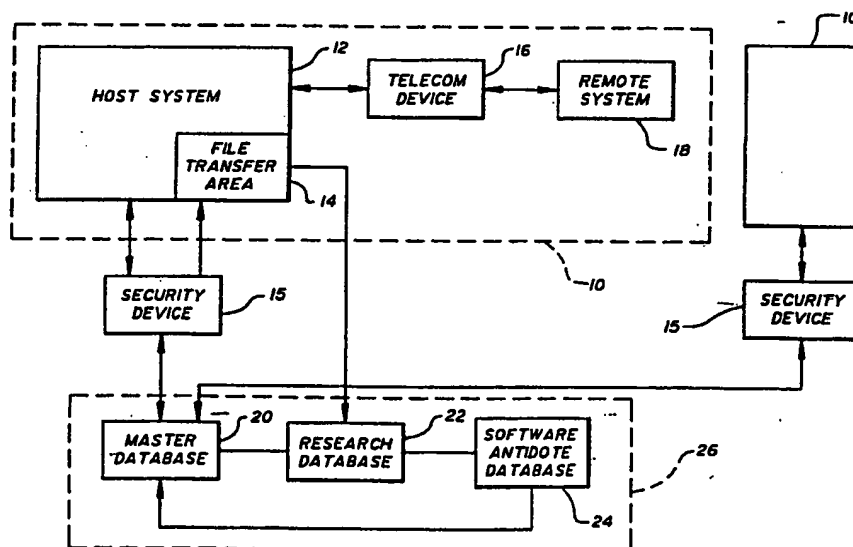 HOST SYSTEM
12
FILE
TRANSFER
AREA
14
TELECOM
DEVICE
16
REMOTE
SYSTEM
18
10
10
SECURITY
DEVICE
15
SECURITY
DEVICE
15
MASTER
DATABASE
20
RESEARCH
DATABASE
22
SOFTWARE
ANTIDOTE
DATABASE
24
26